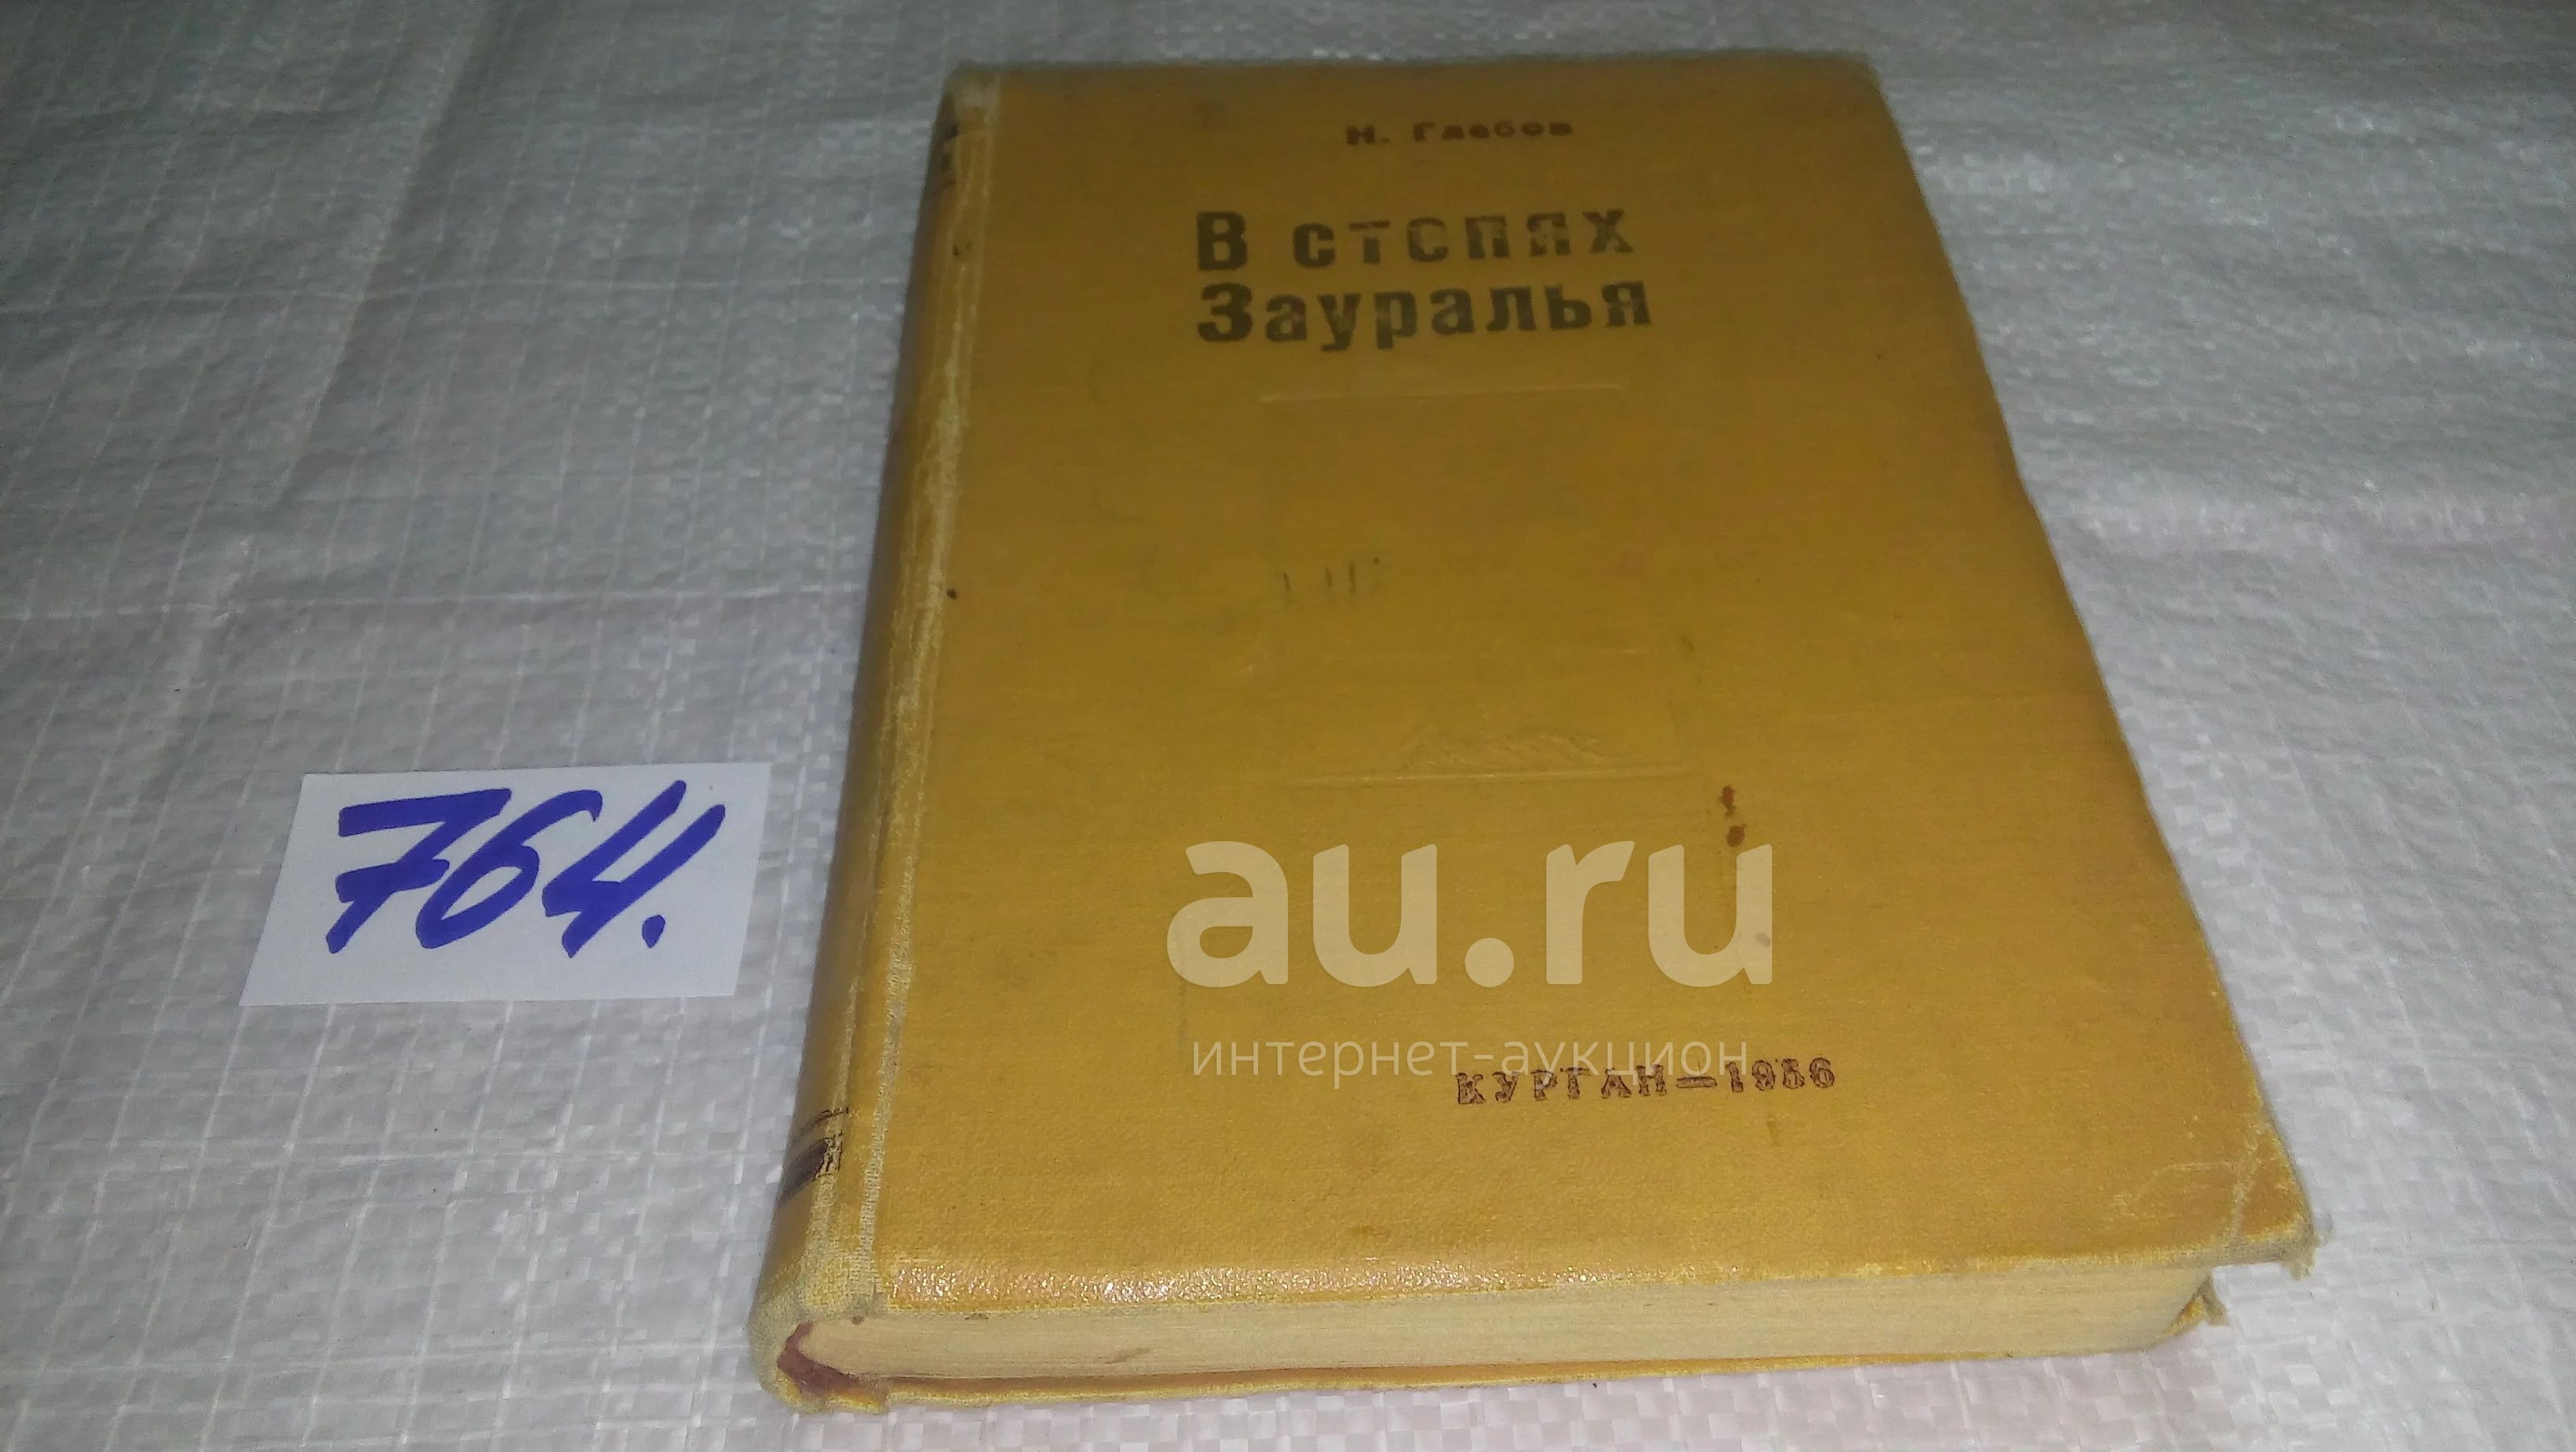 Н. Глебов
В степях
Зауралья
764.
au.ru
интернет-аукцион
КУРГАН—1956